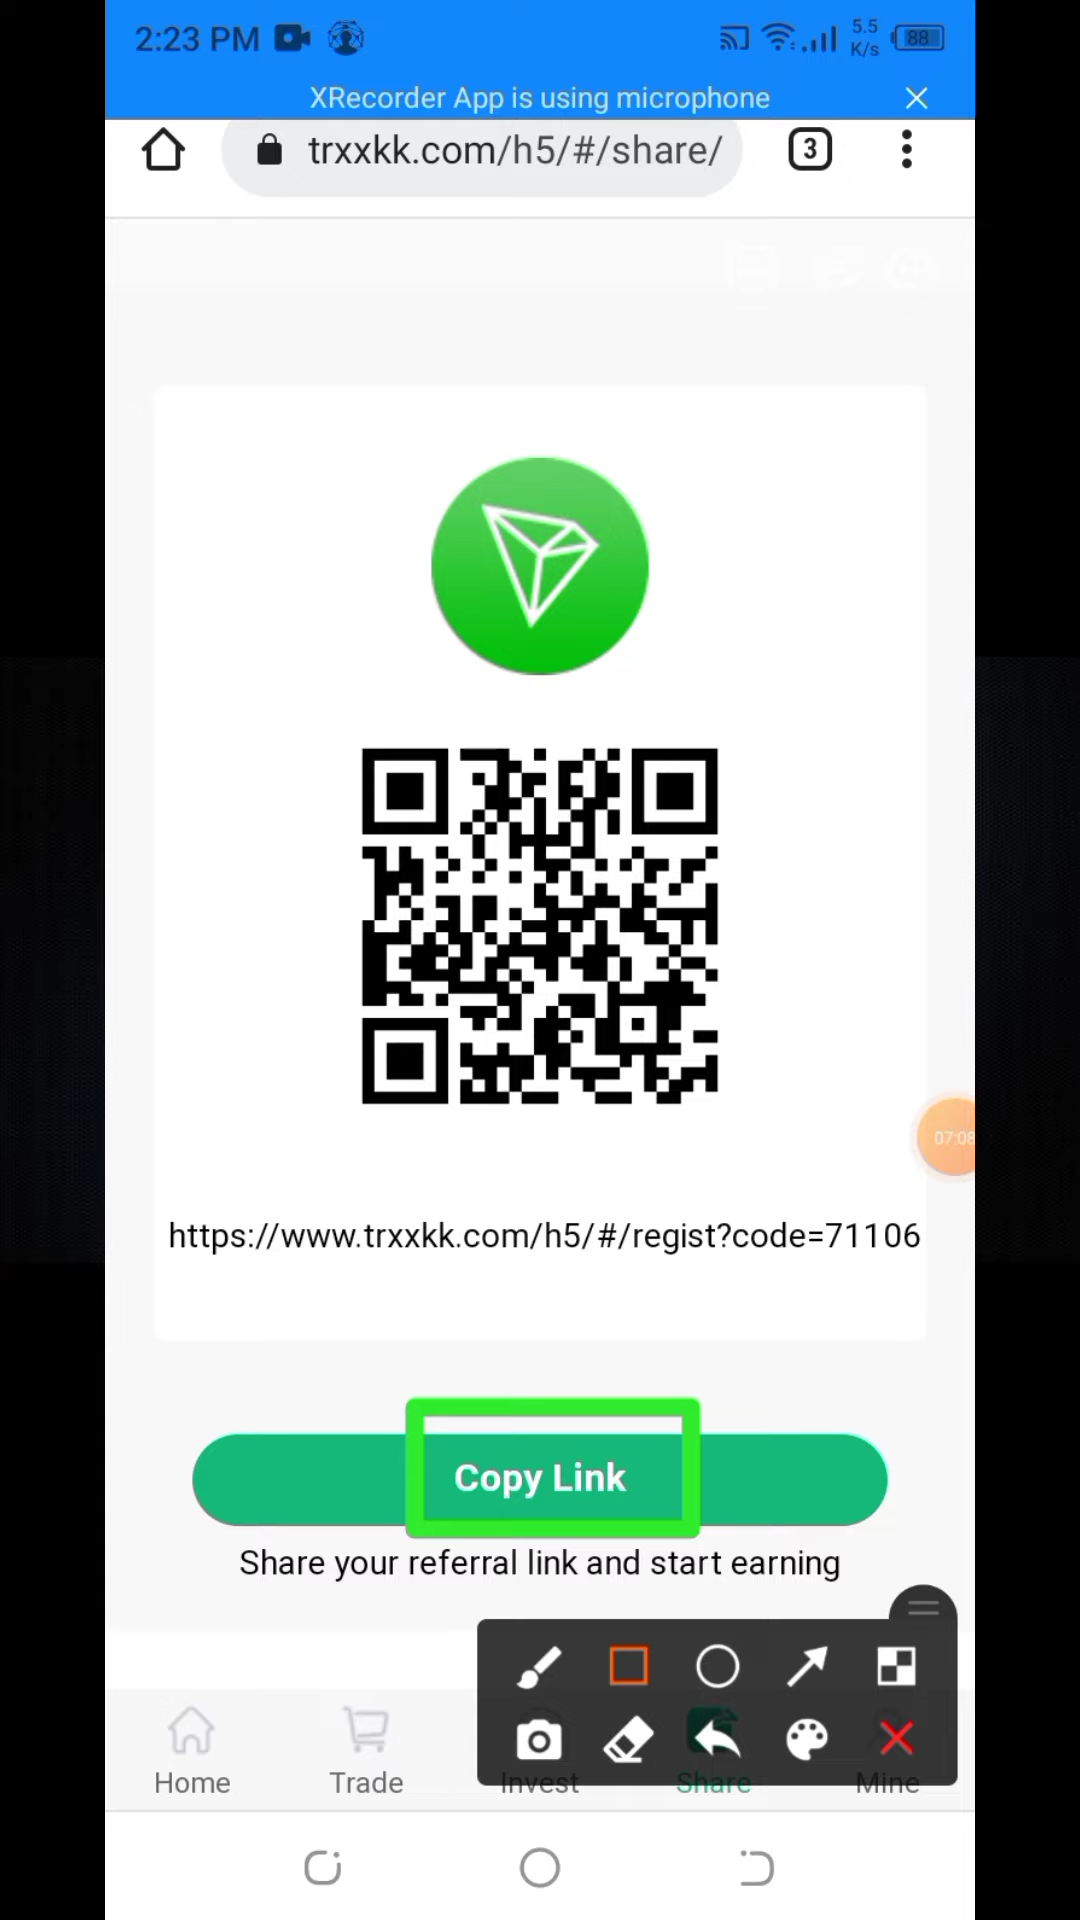 2:23 PM
5.5
K/s
88
XRecorder App is using microphone
trxxkk.com/h5/#/share/
3
07:08
https://www.trxxkk.com/h5/#/regist?code=71106
Copy Link
Share your referral link and start earning
Home
Trade
Invest
Share
Mine